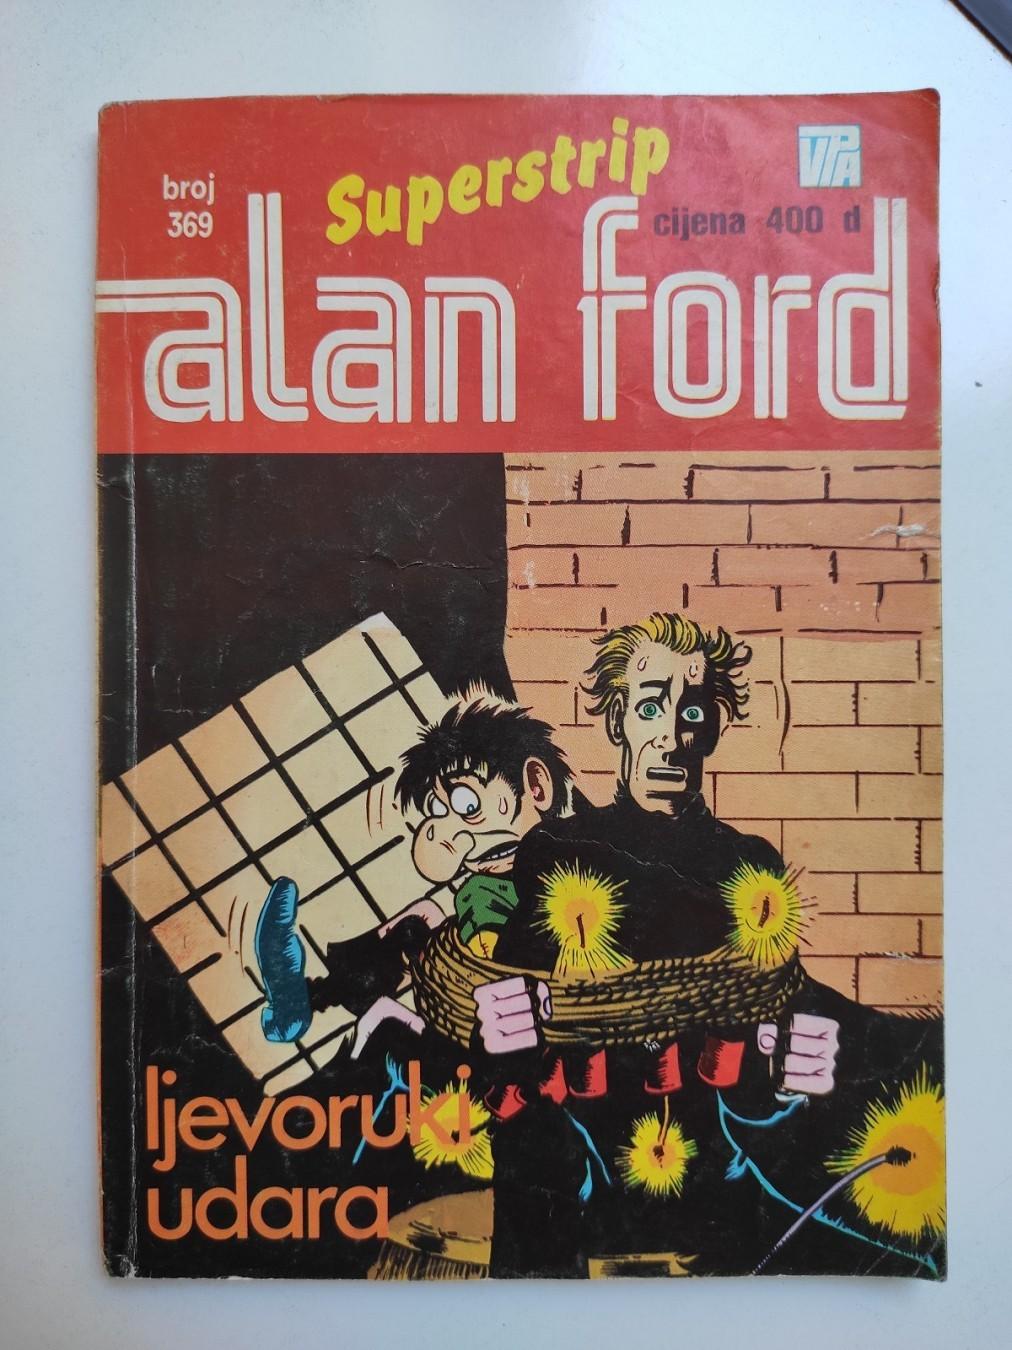 Superstrip
broj
369
VPA
cijena 400 d
alan ford
ljevoruki
udara